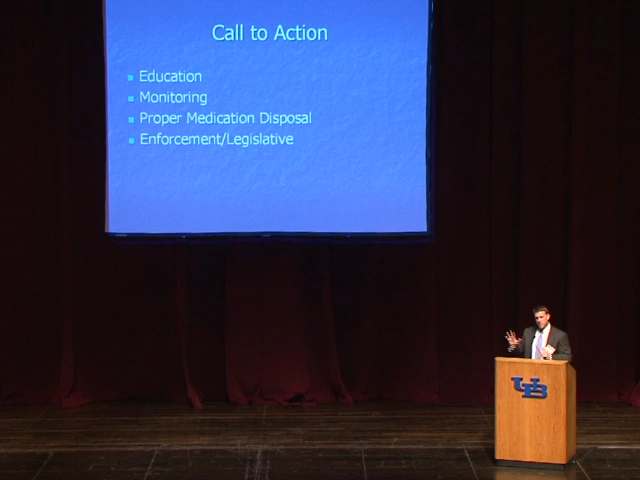 Call to Action
Education
Monitoring
Proper Medication Disposal
Enforcement/Legislative
UB